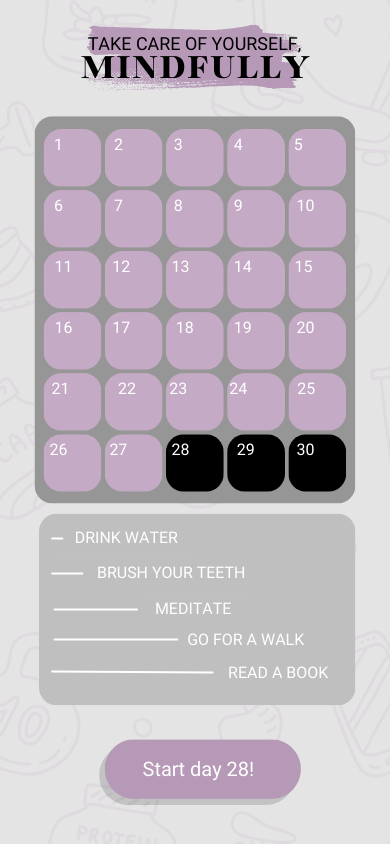 TAKE CARE OF YOURSELF,
MINDFULLY
1 2 3 4 5
6 7 8 9 10
11 12 13 14 15
16 17 18 19 20
21 22 23 24 25
26 27 28 29 30
DRINK WATER
BRUSH YOUR TEETH
MEDITATE
GO FOR A WALK
READ A BOOK
10
Start day 28!
PROTEIN